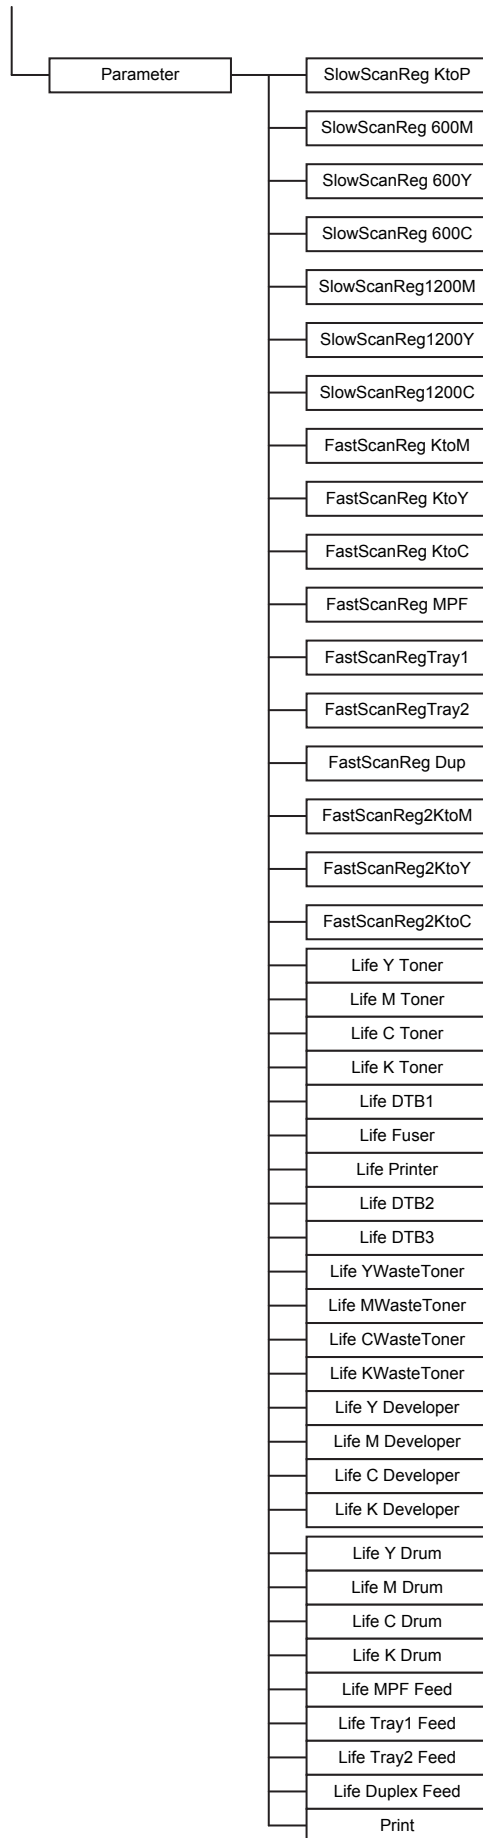 Parameter
SlowScanReg KtoP
SlowScanReg 600M
SlowScanReg 600Y
SlowScanReg 600C
SlowScanReg1200M
SlowScanReg1200Y
SlowScanReg1200C
FastScanReg KtoM
FastScanReg KtoY
FastScanReg KtoC
FastScanReg MPF
FastScanRegTray1
FastScanRegTray2
FastScanReg Dup
FastScanReg2KtoM
FastScanReg2KtoY
FastScanReg2KtoC
Life Y Toner
Life M Toner
Life C Toner
Life K Toner
Life DTB1
Life Fuser
Life Printer
Life DTB2
Life DTB3
Life YWasteToner
Life MWasteToner
Life CWasteToner
Life KWasteToner
Life Y Developer
Life M Developer
Life C Developer
Life K Developer
Life Y Drum
Life M Drum
Life C Drum
Life K Drum
Life MPF Feed
Life Tray1 Feed
Life Tray2 Feed
Life Duplex Feed
Print